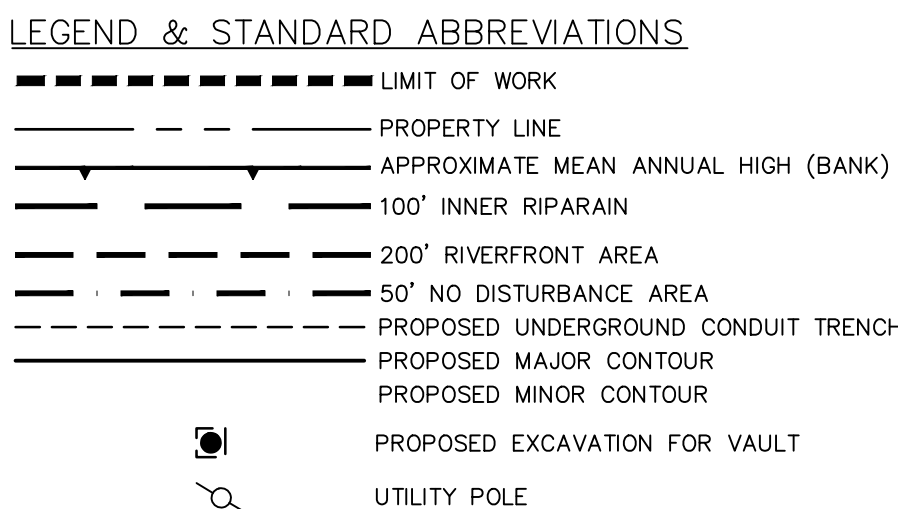 LEGEND & STANDARD ABBREVIATIONS
LIMIT OF WORK
PROPERTY LINE
APPROXIMATE MEAN ANNUAL HIGH (BANK)
100' INNER RIPARAIN
200' RIVERFRONT AREA
50' NO DISTURBANCE AREA
PROPOSED UNDERGROUND CONDUIT TRENCH
PROPOSED MAJOR CONTOUR
PROPOSED MINOR CONTOUR
PROPOSED EXCAVATION FOR VAULT
UTILITY POLE